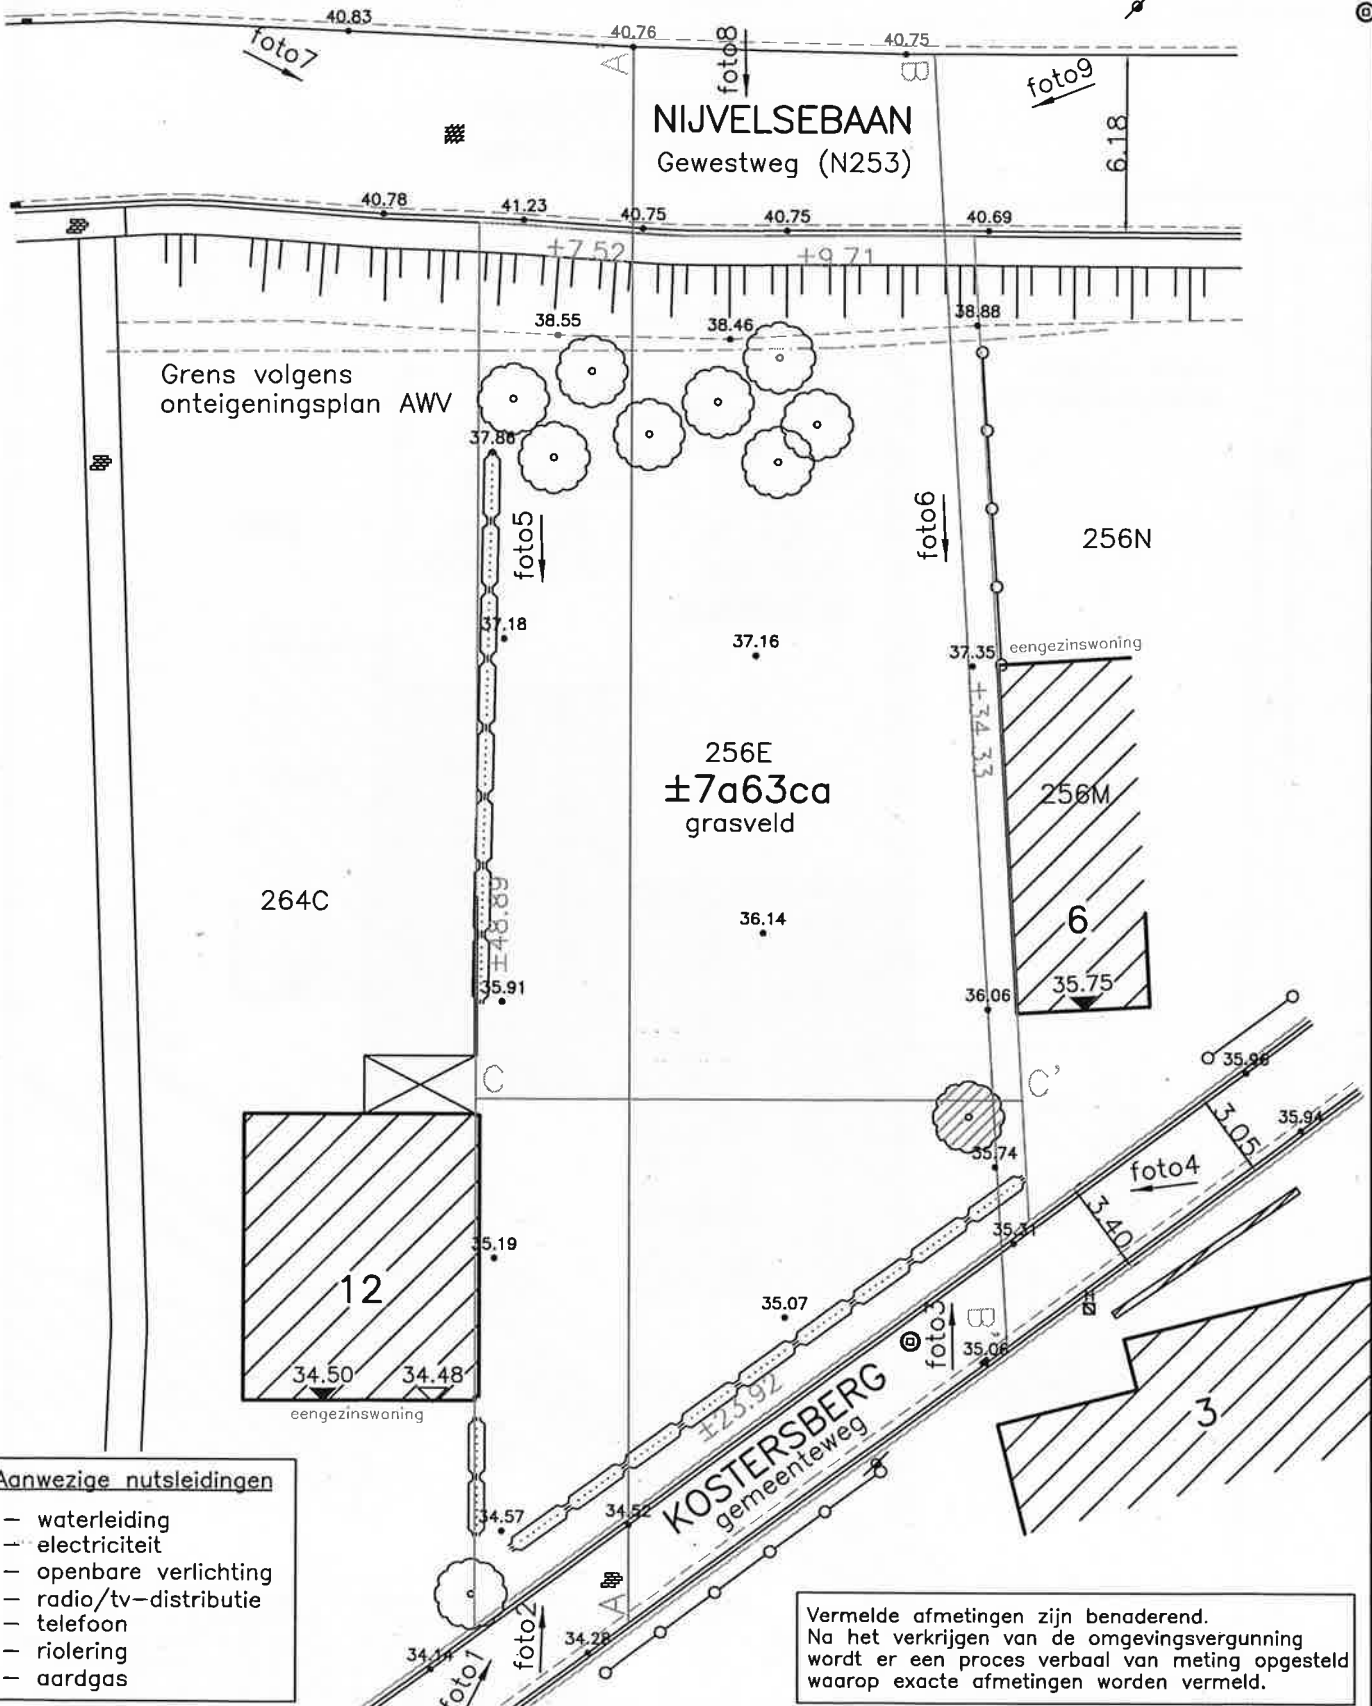 40.83
40.76
40.75
foto7
A'
foto8
B
foto9
NIJVELSEBAAN
Gewestweg (N253)
6.18
40.78
41.23
40.75
40.75
40.69
±7.52
±9.71
38.55
38.46
38.88
Grens volgens
onteigeningsplan AWV
37.86
foto5
foto6
256N
37.18
37.16
37.35
eengezinswoning
±34.33
256E
±7a63ca
grasveld
256M
264C
±48.89
36.14
6
35.91
36.06
35.75
C
C'
35.96
3.05
35.94
35.74
foto4
3.40
35.31
35.19
12
35.07
foto3
B'
35.06
34.50
34.48
eengezinswoning
±23.92
KOSTERSBERG
gemeenteweg
3
34.57
34.52
A
foto2
34.28
34.14
foto1
Aanwezige nutsleidingen
– waterleiding
– electriciteit
– openbare verlichting
– radio/tv-distributie
– telefoon
– riolering
– aardgas
Vermelde afmetingen zijn benaderend.
Na het verkrijgen van de omgevingsvergunning
wordt er een proces verbaal van meting opgesteld
waarop exacte afmetingen worden vermeld.